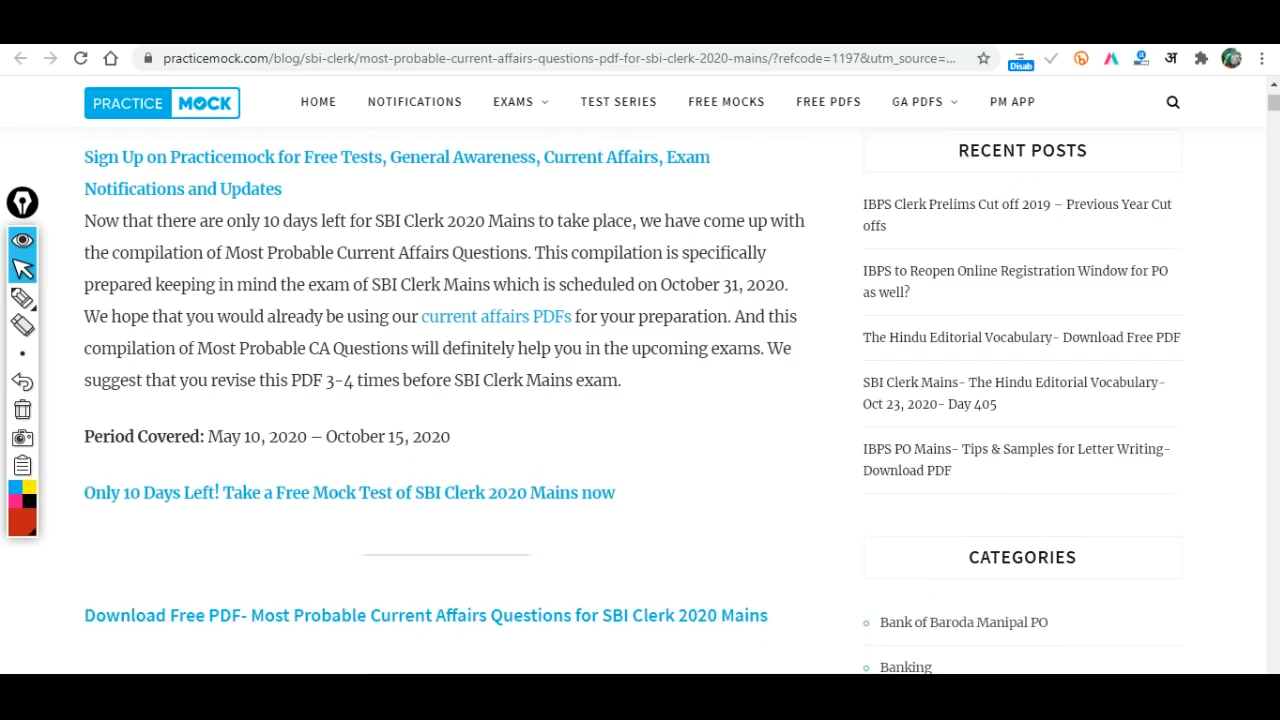 practicemock.com/blog/sbi-clerk/most-probable-current-affairs-questions-pdf-for-sbi-clerk-2020-mains/?refcode=1197&utm_source=...
Disab
अ
PRACTICE MOCK
HOME NOTIFICATIONS EXAMS TEST SERIES FREE MOCKS FREE PDFS GA PDFS PM APP
Sign Up on Practicemock for Free Tests, General Awareness, Current Affairs, Exam
Notifications and Updates
Now that there are only 10 days left for SBI Clerk 2020 Mains to take place, we have come up with
the compilation of Most Probable Current Affairs Questions. This compilation is specifically
prepared keeping in mind the exam of SBI Clerk Mains which is scheduled on October 31, 2020.
We hope that you would already be using our current affairs PDFs for your preparation. And this
compilation of Most Probable CA Questions will definitely help you in the upcoming exams. We
suggest that you revise this PDF 3-4 times before SBI Clerk Mains exam.
Period Covered: May 10, 2020 – October 15, 2020
Only 10 Days Left! Take a Free Mock Test of SBI Clerk 2020 Mains now
Download Free PDF- Most Probable Current Affairs Questions for SBI Clerk 2020 Mains
RECENT POSTS
IBPS Clerk Prelims Cut off 2019 – Previous Year Cut
offs
IBPS to Reopen Online Registration Window for PO
as well?
The Hindu Editorial Vocabulary- Download Free PDF
SBI Clerk Mains- The Hindu Editorial Vocabulary-
Oct 23, 2020- Day 405
IBPS PO Mains- Tips & Samples for Letter Writing-
Download PDF
CATEGORIES
Bank of Baroda Manipal PO
Banking